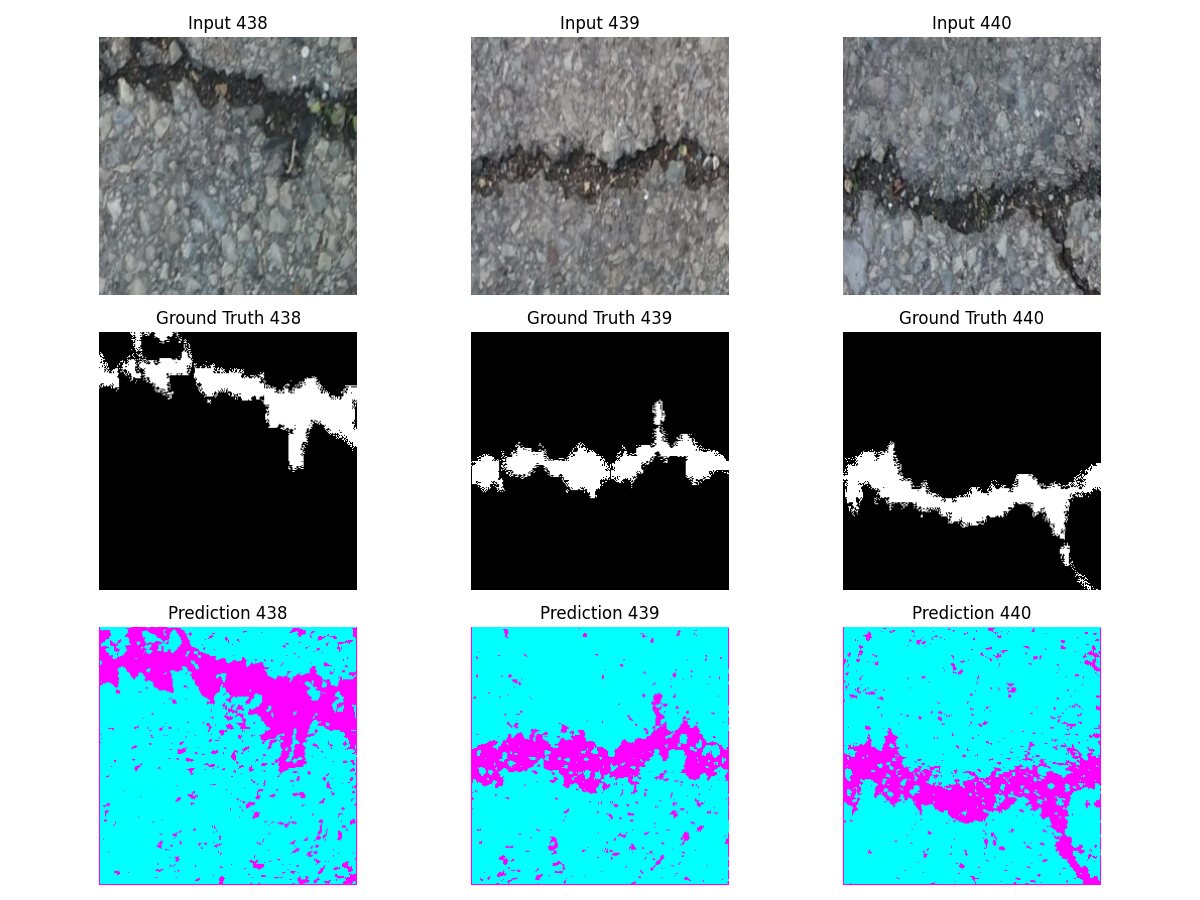 Input 438
Input 439
Input 440
Ground Truth 438
Ground Truth 439
Ground Truth 440
Prediction 438
Prediction 439
Prediction 440